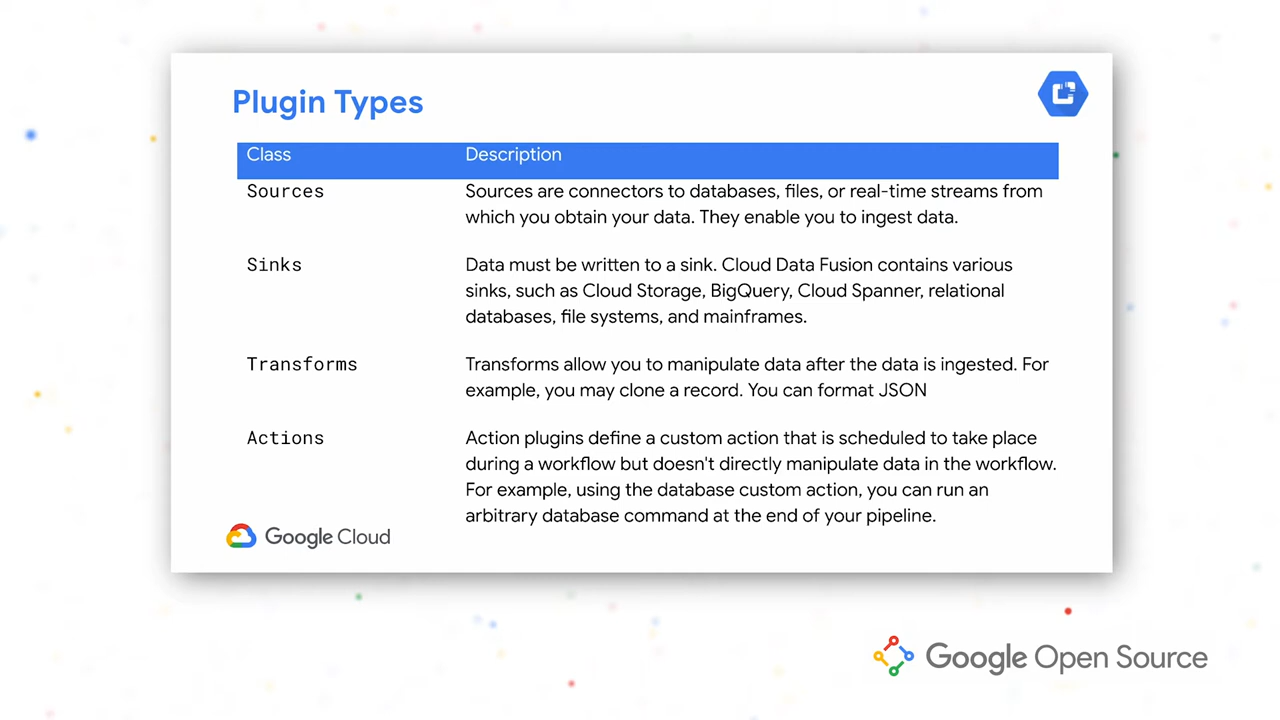 Plugin Types
Class Description
Sources Sources are connectors to databases, files, or real-time streams from
which you obtain your data. They enable you to ingest data.
Sinks Data must be written to a sink. Cloud Data Fusion contains various
sinks, such as Cloud Storage, BigQuery, Cloud Spanner, relational
databases, file systems, and mainframes.
Transforms Transforms allow you to manipulate data after the data is ingested. For
example, you may clone a record. You can format JSON
Actions Action plugins define a custom action that is scheduled to take place
during a workflow but doesn't directly manipulate data in the workflow.
For example, using the database custom action, you can run an
arbitrary database command at the end of your pipeline.
Google Cloud
Google Open Source